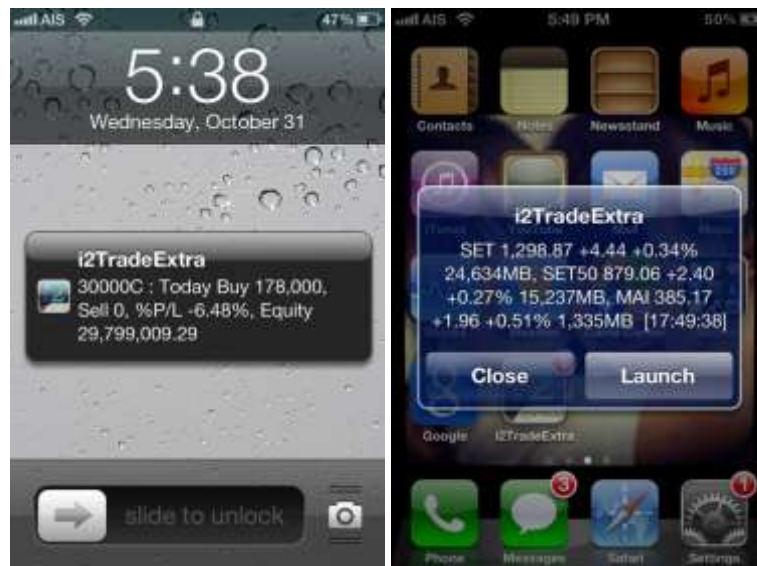 AIS
47%
5:38
Wednesday, October 31
i2TradeExtra
30000C : Today Buy 178,000,
Sell 0, %P/L -6.48%, Equity
29,799,009.29
slide to unlock
AIS
5:49 PM
50%
Contacts
Notes
Newsstand
Music
i2TradeExtra
SET 1,298.87 +4.44 +0.34%
24,634MB, SET50 879.06 +2.40
+0.27% 15,237MB, MAI 385.17
+1.96 +0.51% 1,335MB [17:49:38]
Close
Launch
Google
I2TradeExtra
3
1
Phone
Messages
Safari
Settings